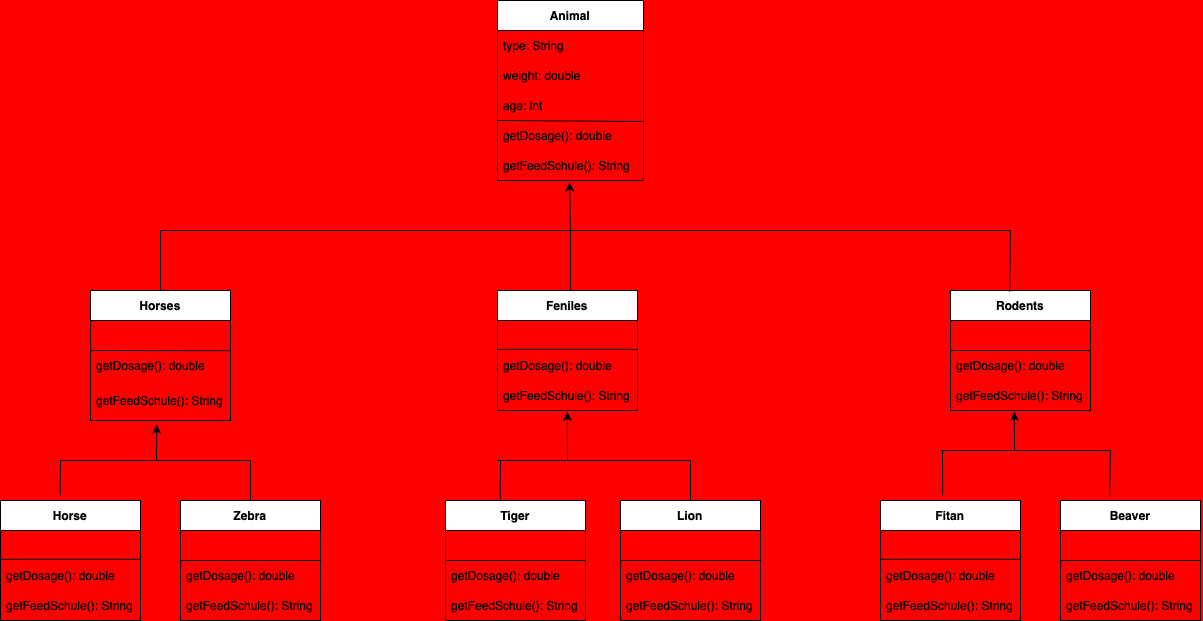 Animal
type: String
weight: double
age: int
getDosage(): double
getFeedSchule(): String
Horses
getDosage(): double
getFeedSchule(): String
Feniles
getDosage(): double
getFeedSchule(): String
Rodents
getDosage(): double
getFeedSchule(): String
Horse
getDosage(): double
getFeedSchule(): String
Zebra
getDosage(): double
getFeedSchule(): String
Tiger
getDosage(): double
getFeedSchule(): String
Lion
getDosage(): double
getFeedSchule(): String
Fitan
getDosage(): double
getFeedSchule(): String
Beaver
getDosage(): double
getFeedSchule(): String